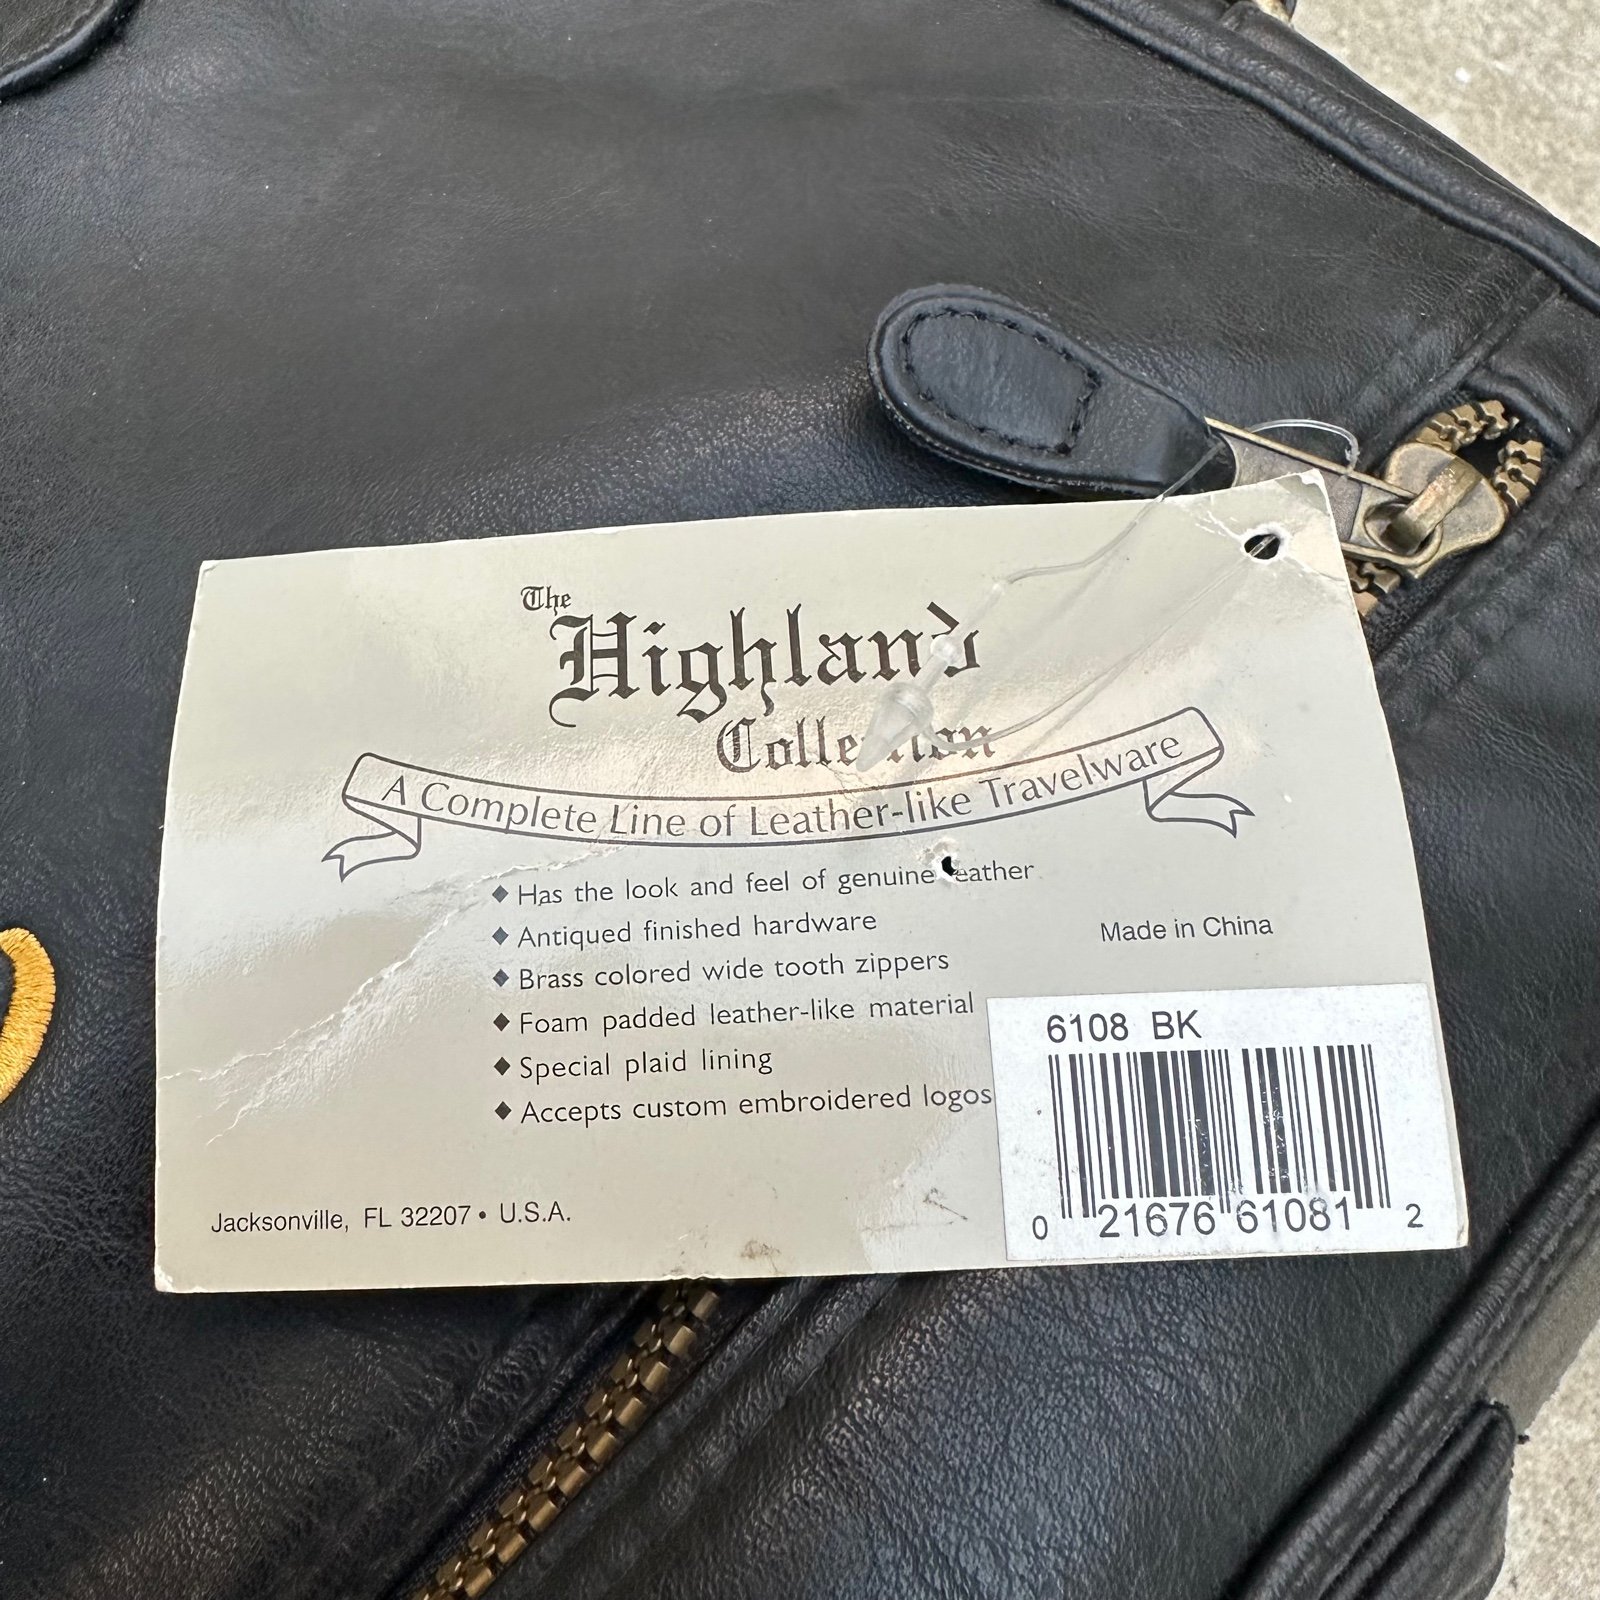 The
Highland
Collection
A Complete Line of Leather-like Travelware
◆ Has the look and feel of genuine leather
◆ Antiqued finished hardware
◆ Brass colored wide tooth zippers
◆ Foam padded leather-like material
◆ Special plaid lining
◆ Accepts custom embroidered logos
Made in China
6108 BK
0 21676 61081 2
Jacksonville, FL 32207 • U.S.A.